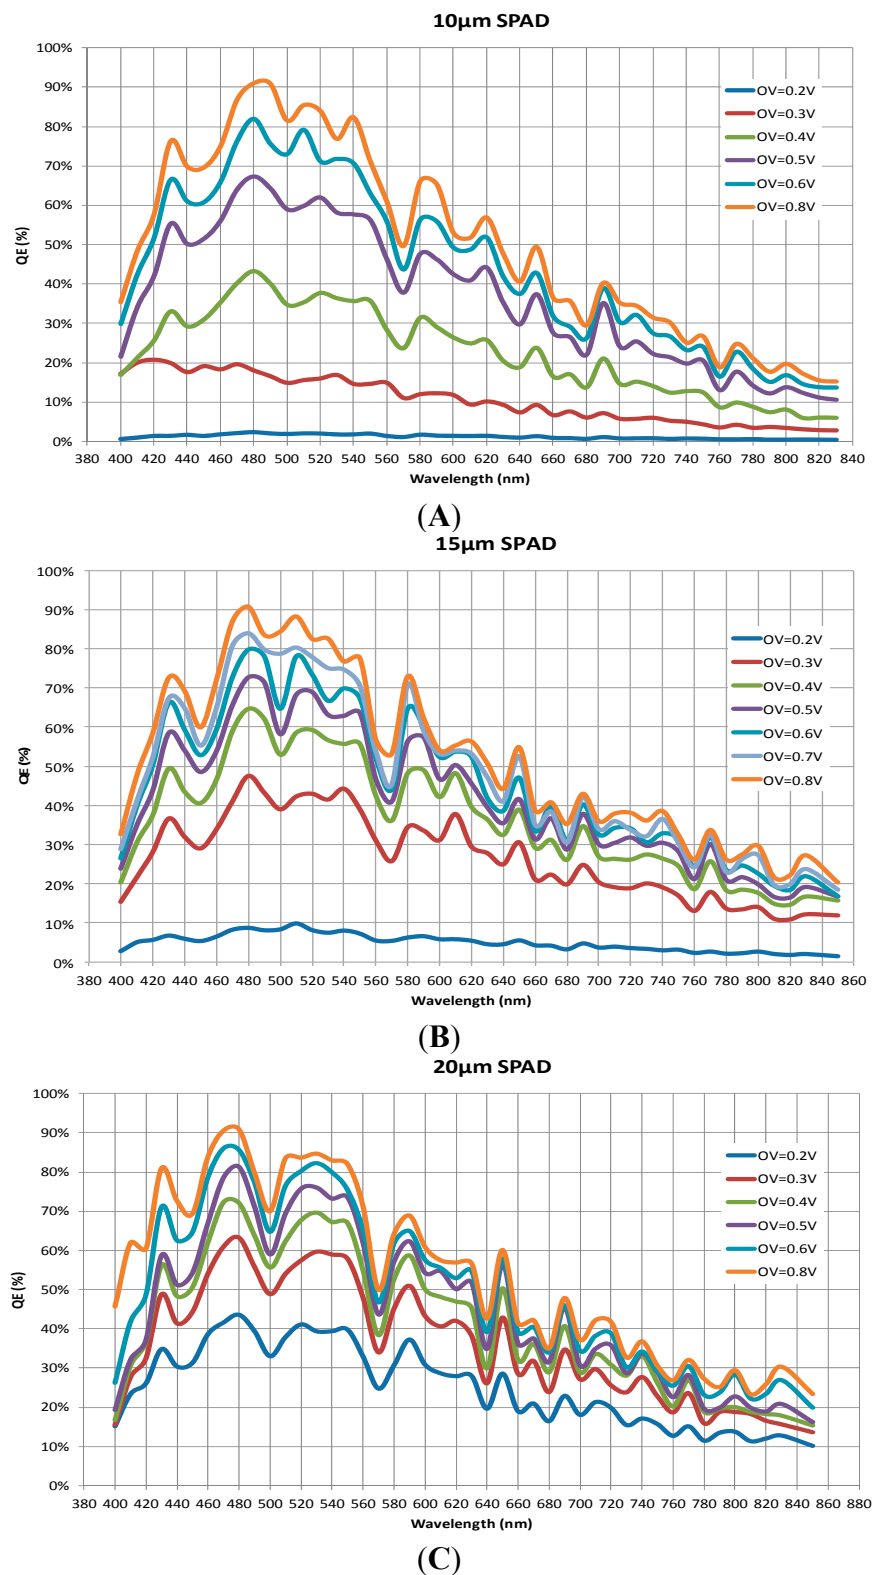 10μm SPAD
100%
90%
80%
70%
60%
50%
40%
30%
20%
10%
0%
QE (%)
OV=0.2V
OV=0.3V
OV=0.4V
OV=0.5V
OV=0.6V
OV=0.8V
380 400 420 440 460 480 500 520 540 560 580 600 620 640 660 680 700 720 740 760 780 800 820 840
Wavelength (nm)
(A)
15μm SPAD
100%
90%
80%
70%
60%
50%
40%
30%
20%
10%
0%
QE (%)
OV=0.2V
OV=0.3V
OV=0.4V
OV=0.5V
OV=0.6V
OV=0.7V
OV=0.8V
380 400 420 440 460 480 500 520 540 560 580 600 620 640 660 680 700 720 740 760 780 800 820 840 860
Wavelength (nm)
(B)
20μm SPAD
100%
90%
80%
70%
60%
50%
40%
30%
20%
10%
0%
QE (%)
OV=0.2V
OV=0.3V
OV=0.4V
OV=0.5V
OV=0.6V
OV=0.8V
380 400 420 440 460 480 500 520 540 560 580 600 620 640 660 680 700 720 740 760 780 800 820 840 860 880
Wavelength (nm)
(C)